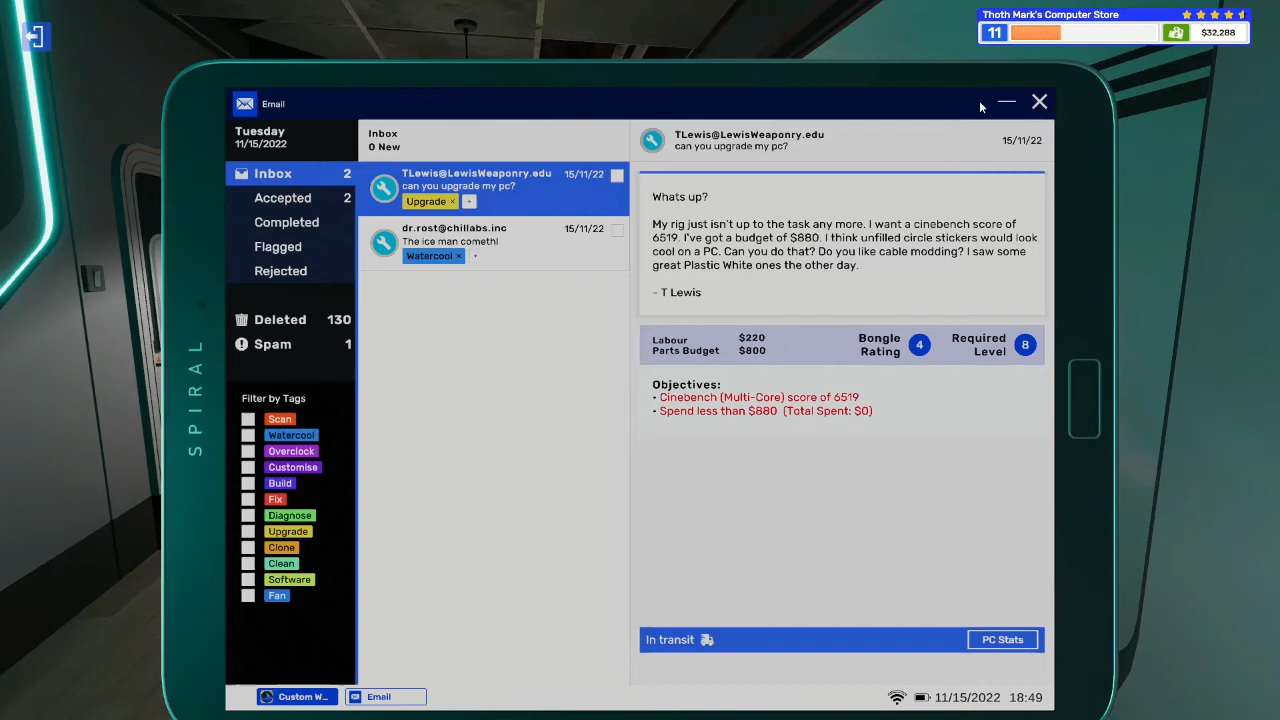 Thoth Mark's Computer Store
11
$32,288
Email
Tuesday
11/15/2022
Inbox 2
Accepted 2
Completed
Flagged
Rejected
Deleted 130
Spam 1
Filter by Tags
Scan
Watercool
Overclock
Customise
Build
Fix
Diagnose
Upgrade
Clone
Clean
Software
Fan
Inbox
0 New
TLewis@LewisWeaponry.edu 15/11/22
can you upgrade my pc?
Upgrade × +
dr.rost@chillabs.inc 15/11/22
The ice man cometh!
Watercool × +
TLewis@LewisWeaponry.edu
can you upgrade my pc?
15/11/22
Whats up?
My rig just isn't up to the task any more. I want a cinebench score of
6519. I've got a budget of $880. I think unfilled circle stickers would look
cool on a PC. Can you do that? Do you like cable modding? I saw some
great Plastic White ones the other day.
- T Lewis
Labour $220
Parts Budget $800
Bongle
Rating 4
Required
Level 8
Objectives:
• Cinebench (Multi-Core) score of 6519
• Spend less than $880 (Total Spent: $0)
In transit
PC Stats
SPIRAL
Custom W...
Email
11/15/2022 18:49